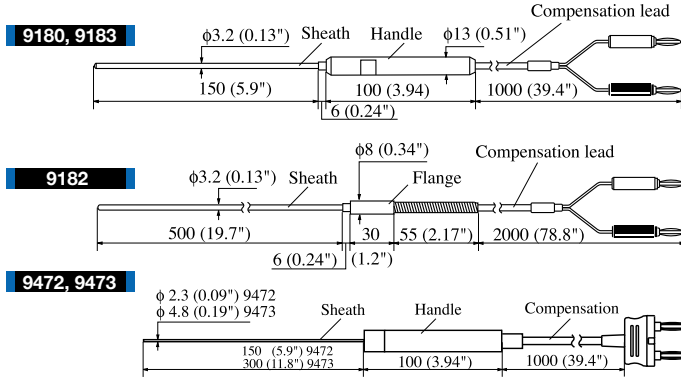 9180, 9183
ϕ3.2 (0.13") Sheath Handle ϕ13 (0.51") Compensation lead
150 (5.9") 100 (3.94) 1000 (39.4")
6 (0.24")
9182
ϕ3.2 (0.13") Sheath ϕ8 (0.34") Flange Compensation lead
500 (19.7") 30 55 (2.17") 2000 (78.8")
6 (0.24") (1.2")
9472, 9473
ϕ 2.3 (0.09") 9472
ϕ 4.8 (0.19") 9473
Sheath Handle Compensation
150 (5.9") 9472
300 (11.8") 9473
100 (3.94") 1000 (39.4")